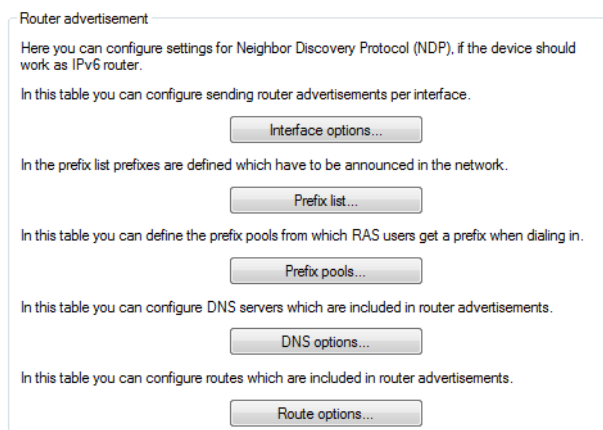 Router advertisement
Here you can configure settings for Neighbor Discovery Protocol (NDP), if the device should
work as IPv6 router.
In this table you can configure sending router advertisements per interface.
Interface options...
In the prefix list prefixes are defined which have to be announced in the network.
Prefix list...
In this table you can define the prefix pools from which RAS users get a prefix when dialing in.
Prefix pools...
In this table you can configure DNS servers which are included in router advertisements.
DNS options...
In this table you can configure routes which are included in router advertisements.
Route options...